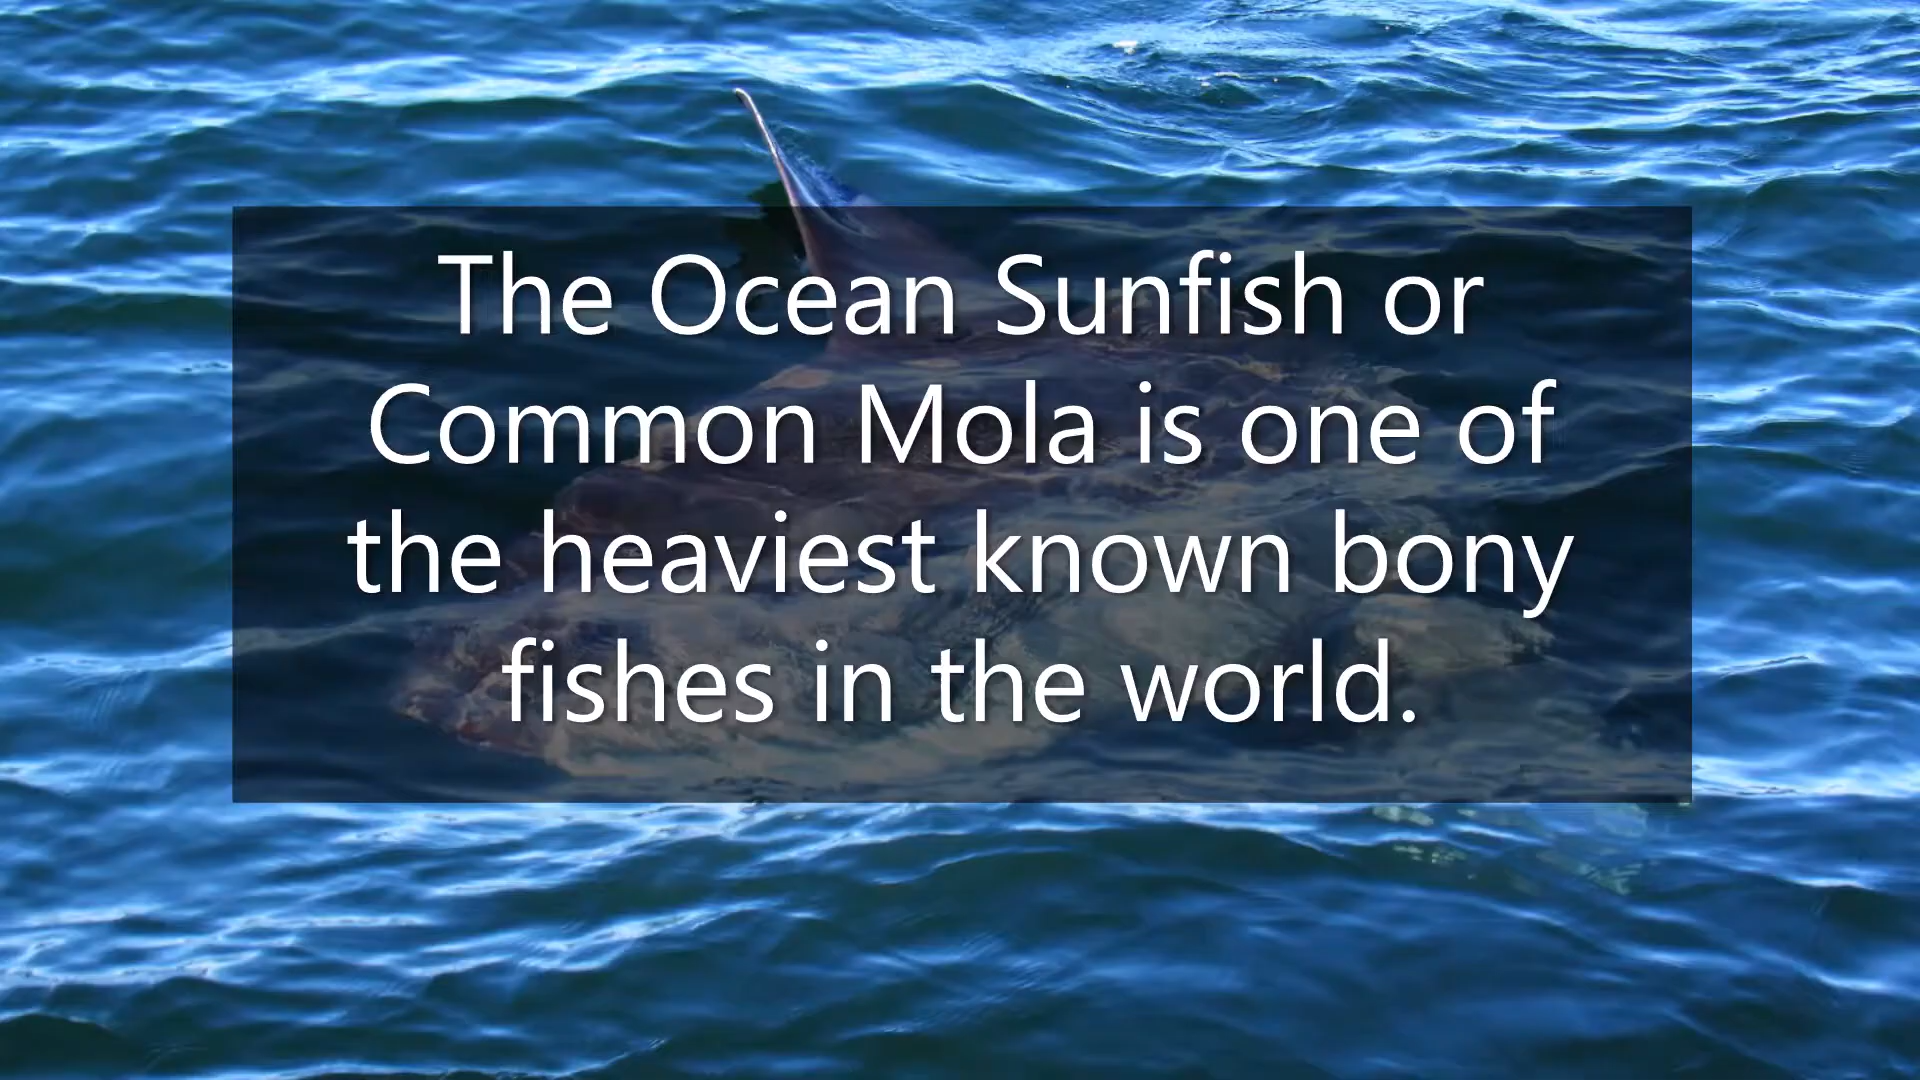 The Ocean Sunfish or
Common Mola is one of
the heaviest known bony
fishes in the world.